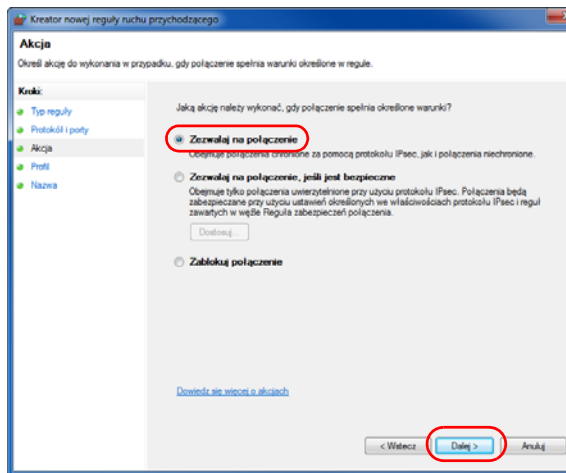 Kreator nowej reguły ruchu przychodzącego
Akcja
Określ akcję do wykonania w przypadku, gdy połączenie spełnia warunki określone w regule.
Kroki:
Typ reguły
Protokół i porty
Akcja
Profil
Nazwa
Jaką akcję należy wykonać, gdy połączenie spełnia określone warunki?
Zezwalaj na połączenie
Obejmuje połączenia chronione za pomocą protokołu IPsec, jak i połączenia niechronione.
Zezwalaj na połączenie, jeśli jest bezpieczne
Obejmuje tylko połączenia uwierzytelnione przy użyciu protokołu IPsec. Połączenia będą
zabezpieczane przy użyciu ustawień określonych we właściwościach protokołu IPsec i reguł
zawartych w węźle Reguła zabezpieczeń połączenia.
Dostosuj...
Zablokuj połączenie
Dowiedz się więcej o akcjach
< Wstecz
Dalej >
Anuluj